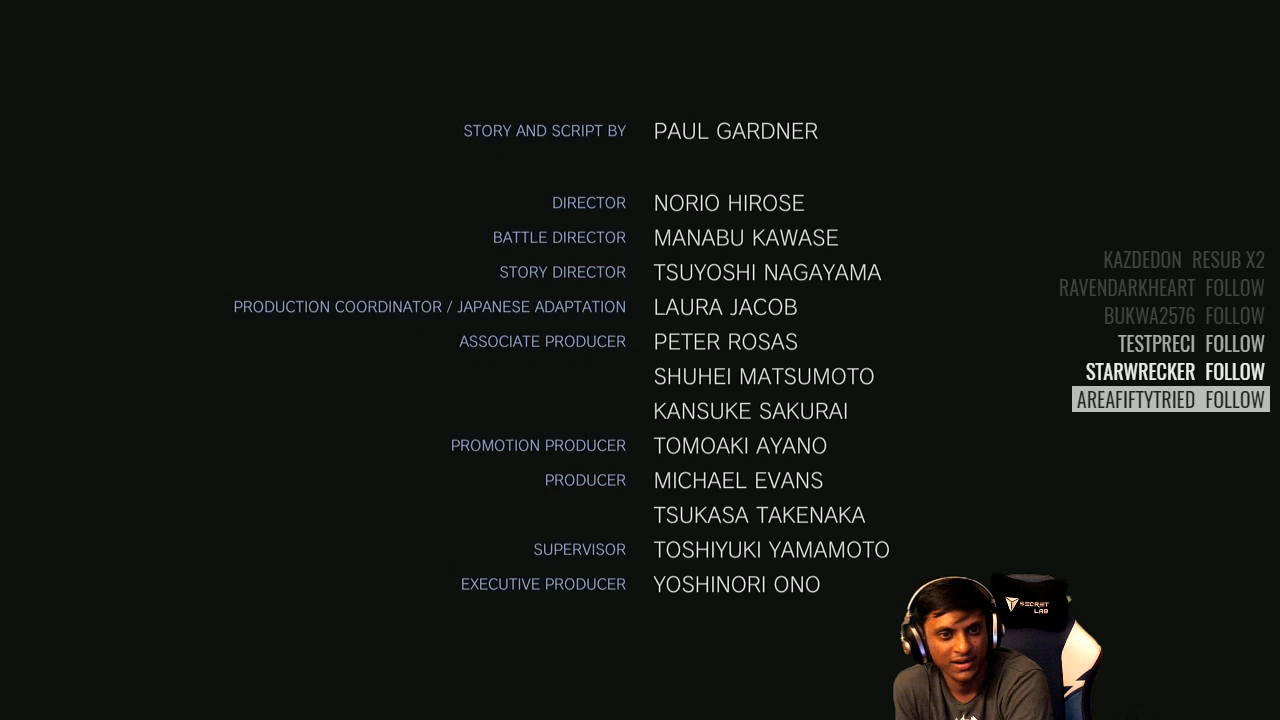 STORY AND SCRIPT BY PAUL GARDNER
DIRECTOR NORIO HIROSE
BATTLE DIRECTOR MANABU KAWASE
STORY DIRECTOR TSUYOSHI NAGAYAMA
PRODUCTION COORDINATOR / JAPANESE ADAPTATION LAURA JACOB
ASSOCIATE PRODUCER PETER ROSAS
SHUHEI MATSUMOTO
KANSUKE SAKURAI
PROMOTION PRODUCER TOMOAKI AYANO
PRODUCER MICHAEL EVANS
TSUKASA TAKENAKA
SUPERVISOR TOSHIYUKI YAMAMOTO
EXECUTIVE PRODUCER YOSHINORI ONO
KAZDEDON RESUB X2
RAVENDARKHEART FOLLOW
BUKWA2576 FOLLOW
TESTPRECI FOLLOW
STARWRECKER FOLLOW
AREAFIFTYTRIED FOLLOW
SECRET
LAB